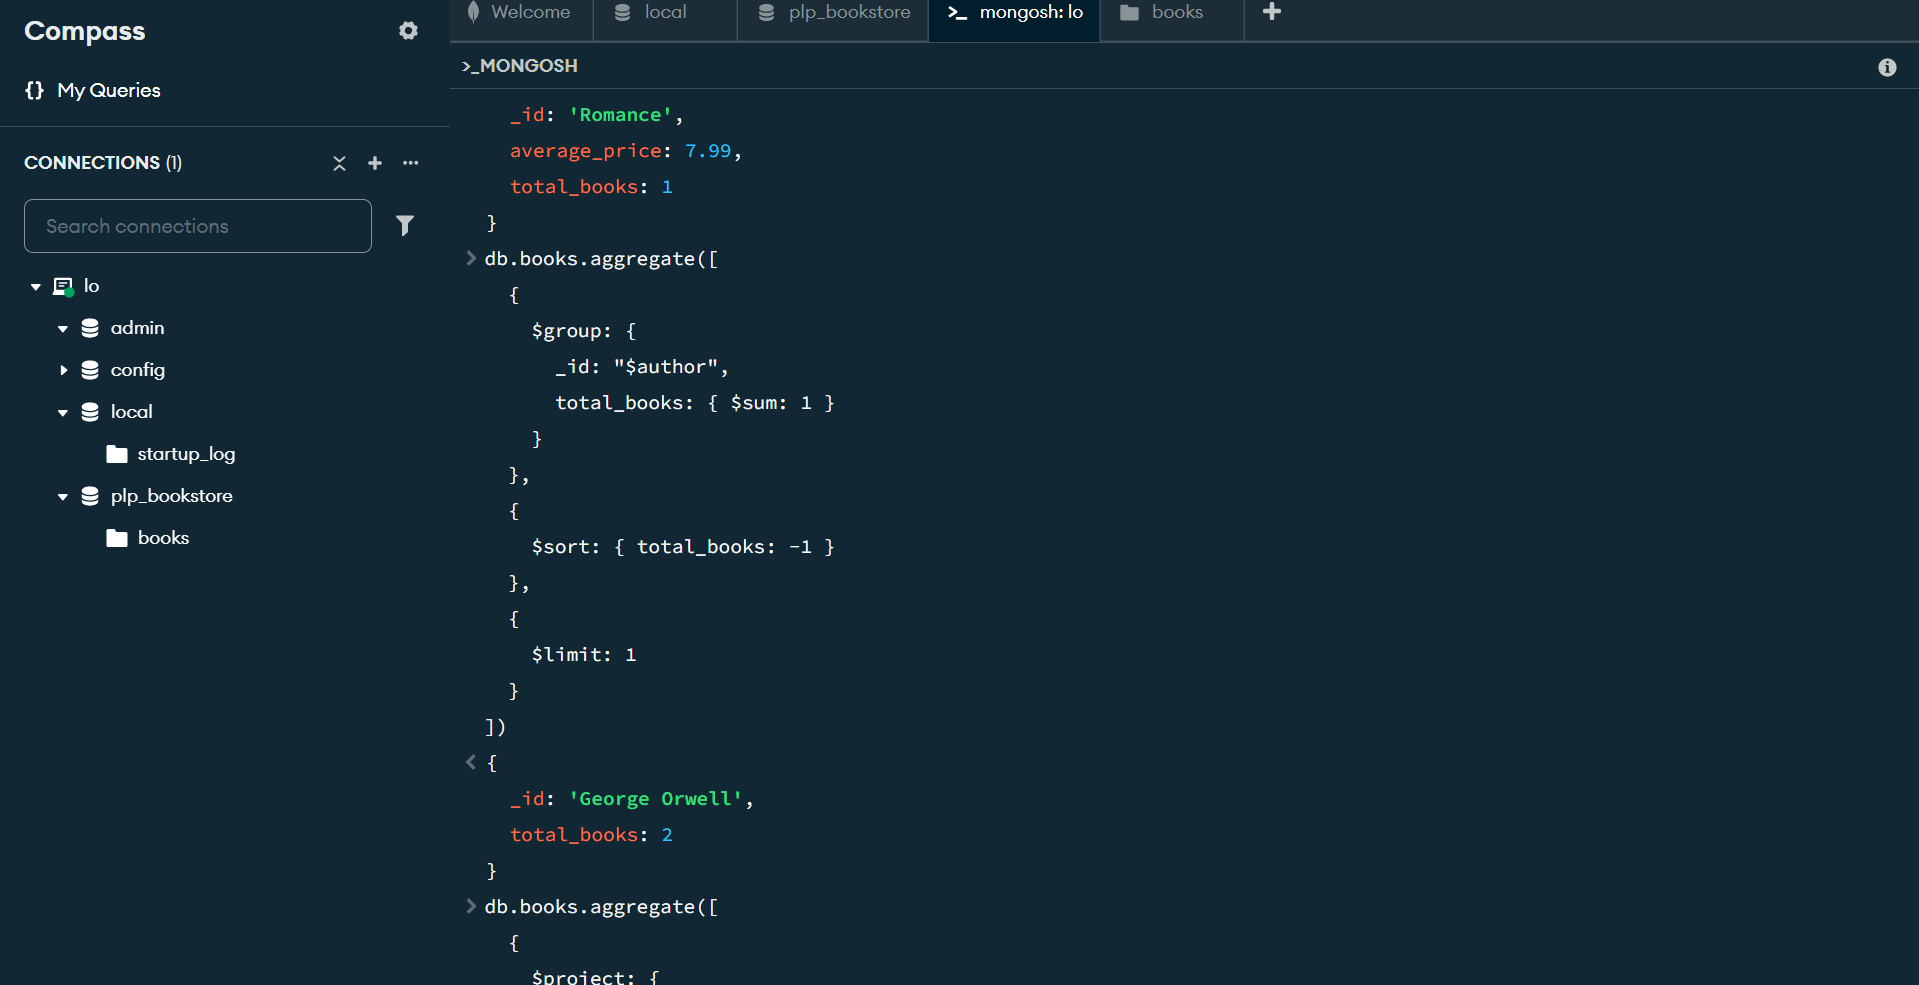 Compass
{} My Queries
CONNECTIONS (1)
Search connections
lo
admin
config
local
startup_log
plp_bookstore
books
Welcome
local
plp_bookstore
>_ mongosh: lo
books
>_MONGOSH
_id: 'Romance',
average_price: 7.99,
total_books: 1
}
> db.books.aggregate([
{
$group: {
_id: "$author",
total_books: { $sum: 1 }
}
},
{
$sort: { total_books: -1 }
},
{
$limit: 1
}
])
< {
_id: 'George Orwell',
total_books: 2
}
> db.books.aggregate([
{
$project: {